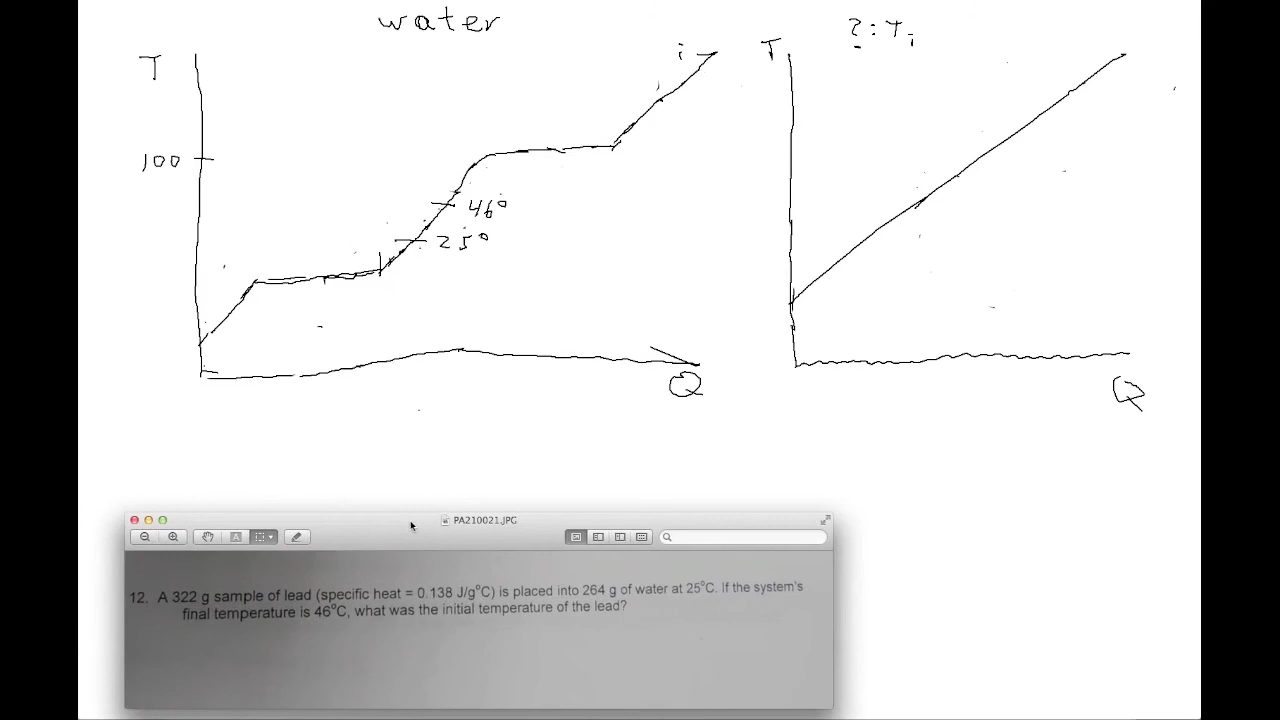 water
?: Ti
T
100
46°
25°
Q
i
T
Q
PA210021.JPG
A
12. A 322 g sample of lead (specific heat = 0.138 J/g°C) is placed into 264 g of water at 25°C. If the system's
final temperature is 46°C, what was the initial temperature of the lead?